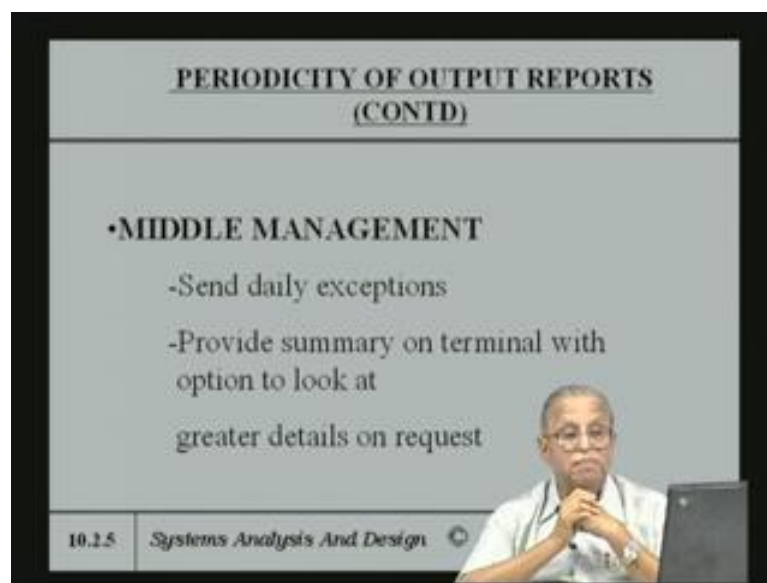 PERIODICITY OF OUTPUT REPORTS
(CONTD)
•MIDDLE MANAGEMENT
-Send daily exceptions
-Provide summary on terminal with
option to look at
greater details on request
10.2.5 Systems Analysis And Design ©